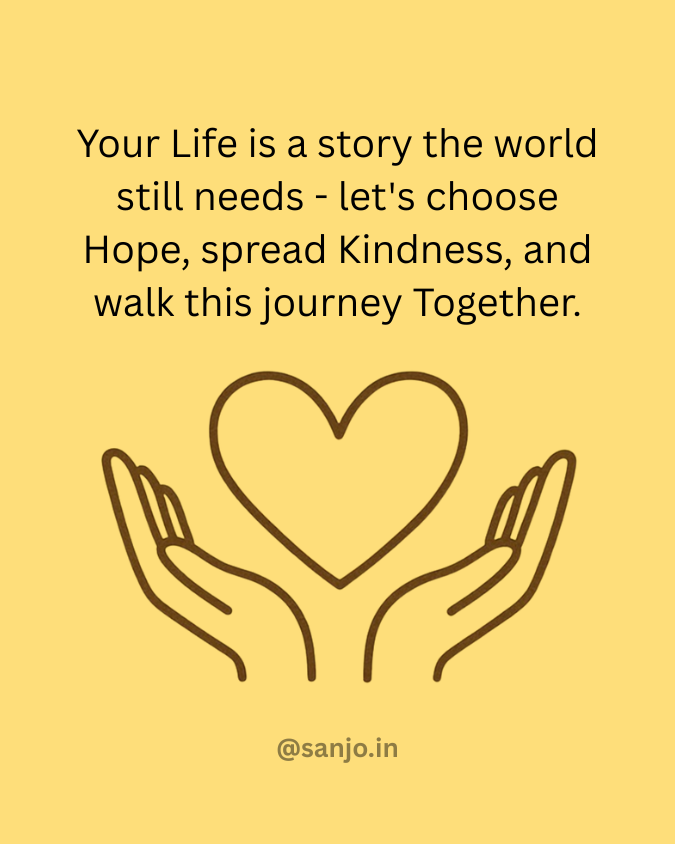 Your Life is a story the world
still needs - let's choose
Hope, spread Kindness, and
walk this journey Together.
@sanjo.in